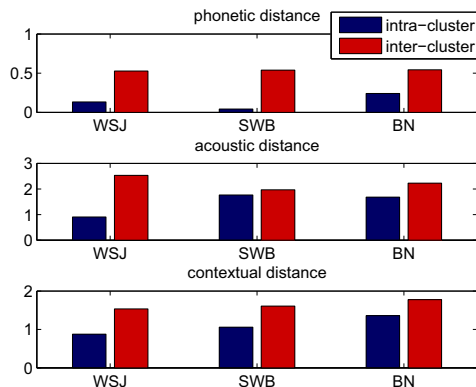 phonetic distance
intra-cluster
inter-cluster
1
0.5
0
WSJ SWB BN
acoustic distance
3
2
1
0
WSJ SWB BN
contextual distance
2
1
0
WSJ SWB BN